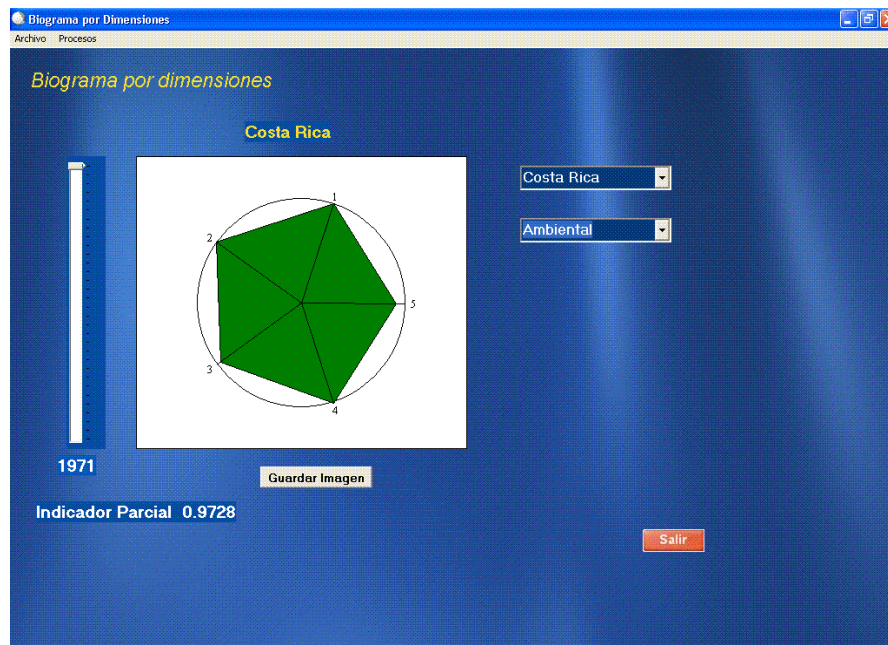 Biograma por Dimensiones
Archivo Procesos
Biograma por dimensiones
Costa Rica
Costa Rica
Ambiental
1
2
3
4
5
1971
Guardar Imagen
Indicador Parcial 0.9728
Salir